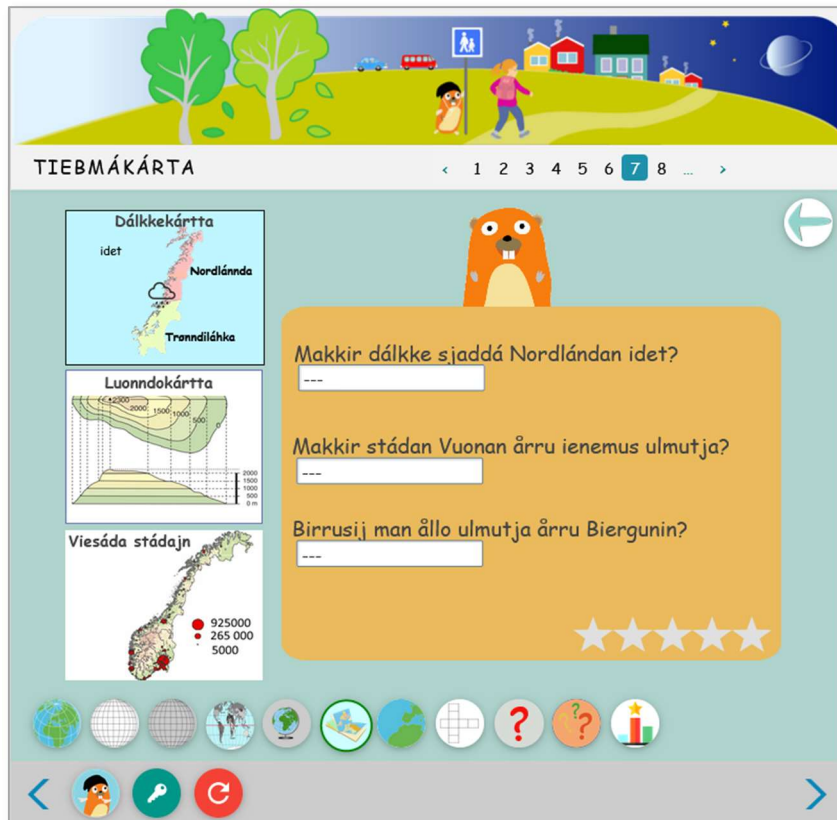 TIEBMÁKÁRTA
‹ 1 2 3 4 5 6 7 8 ... ›
Dálkkekártta
idet
Nordlánnda
Trønndiláhka
Luonndokártta
2300
2000
1500
1000
500
0
2000
1500
1000
500
0 m
Viesáda stádajn
925000
265 000
5000
Makkir dálkke sjaddá Nordlándan idet?
---
Makkir stádan Vuonan årru ienemus ulmutja?
---
Birrusij man ållo ulmutja årru Biergunin?
---